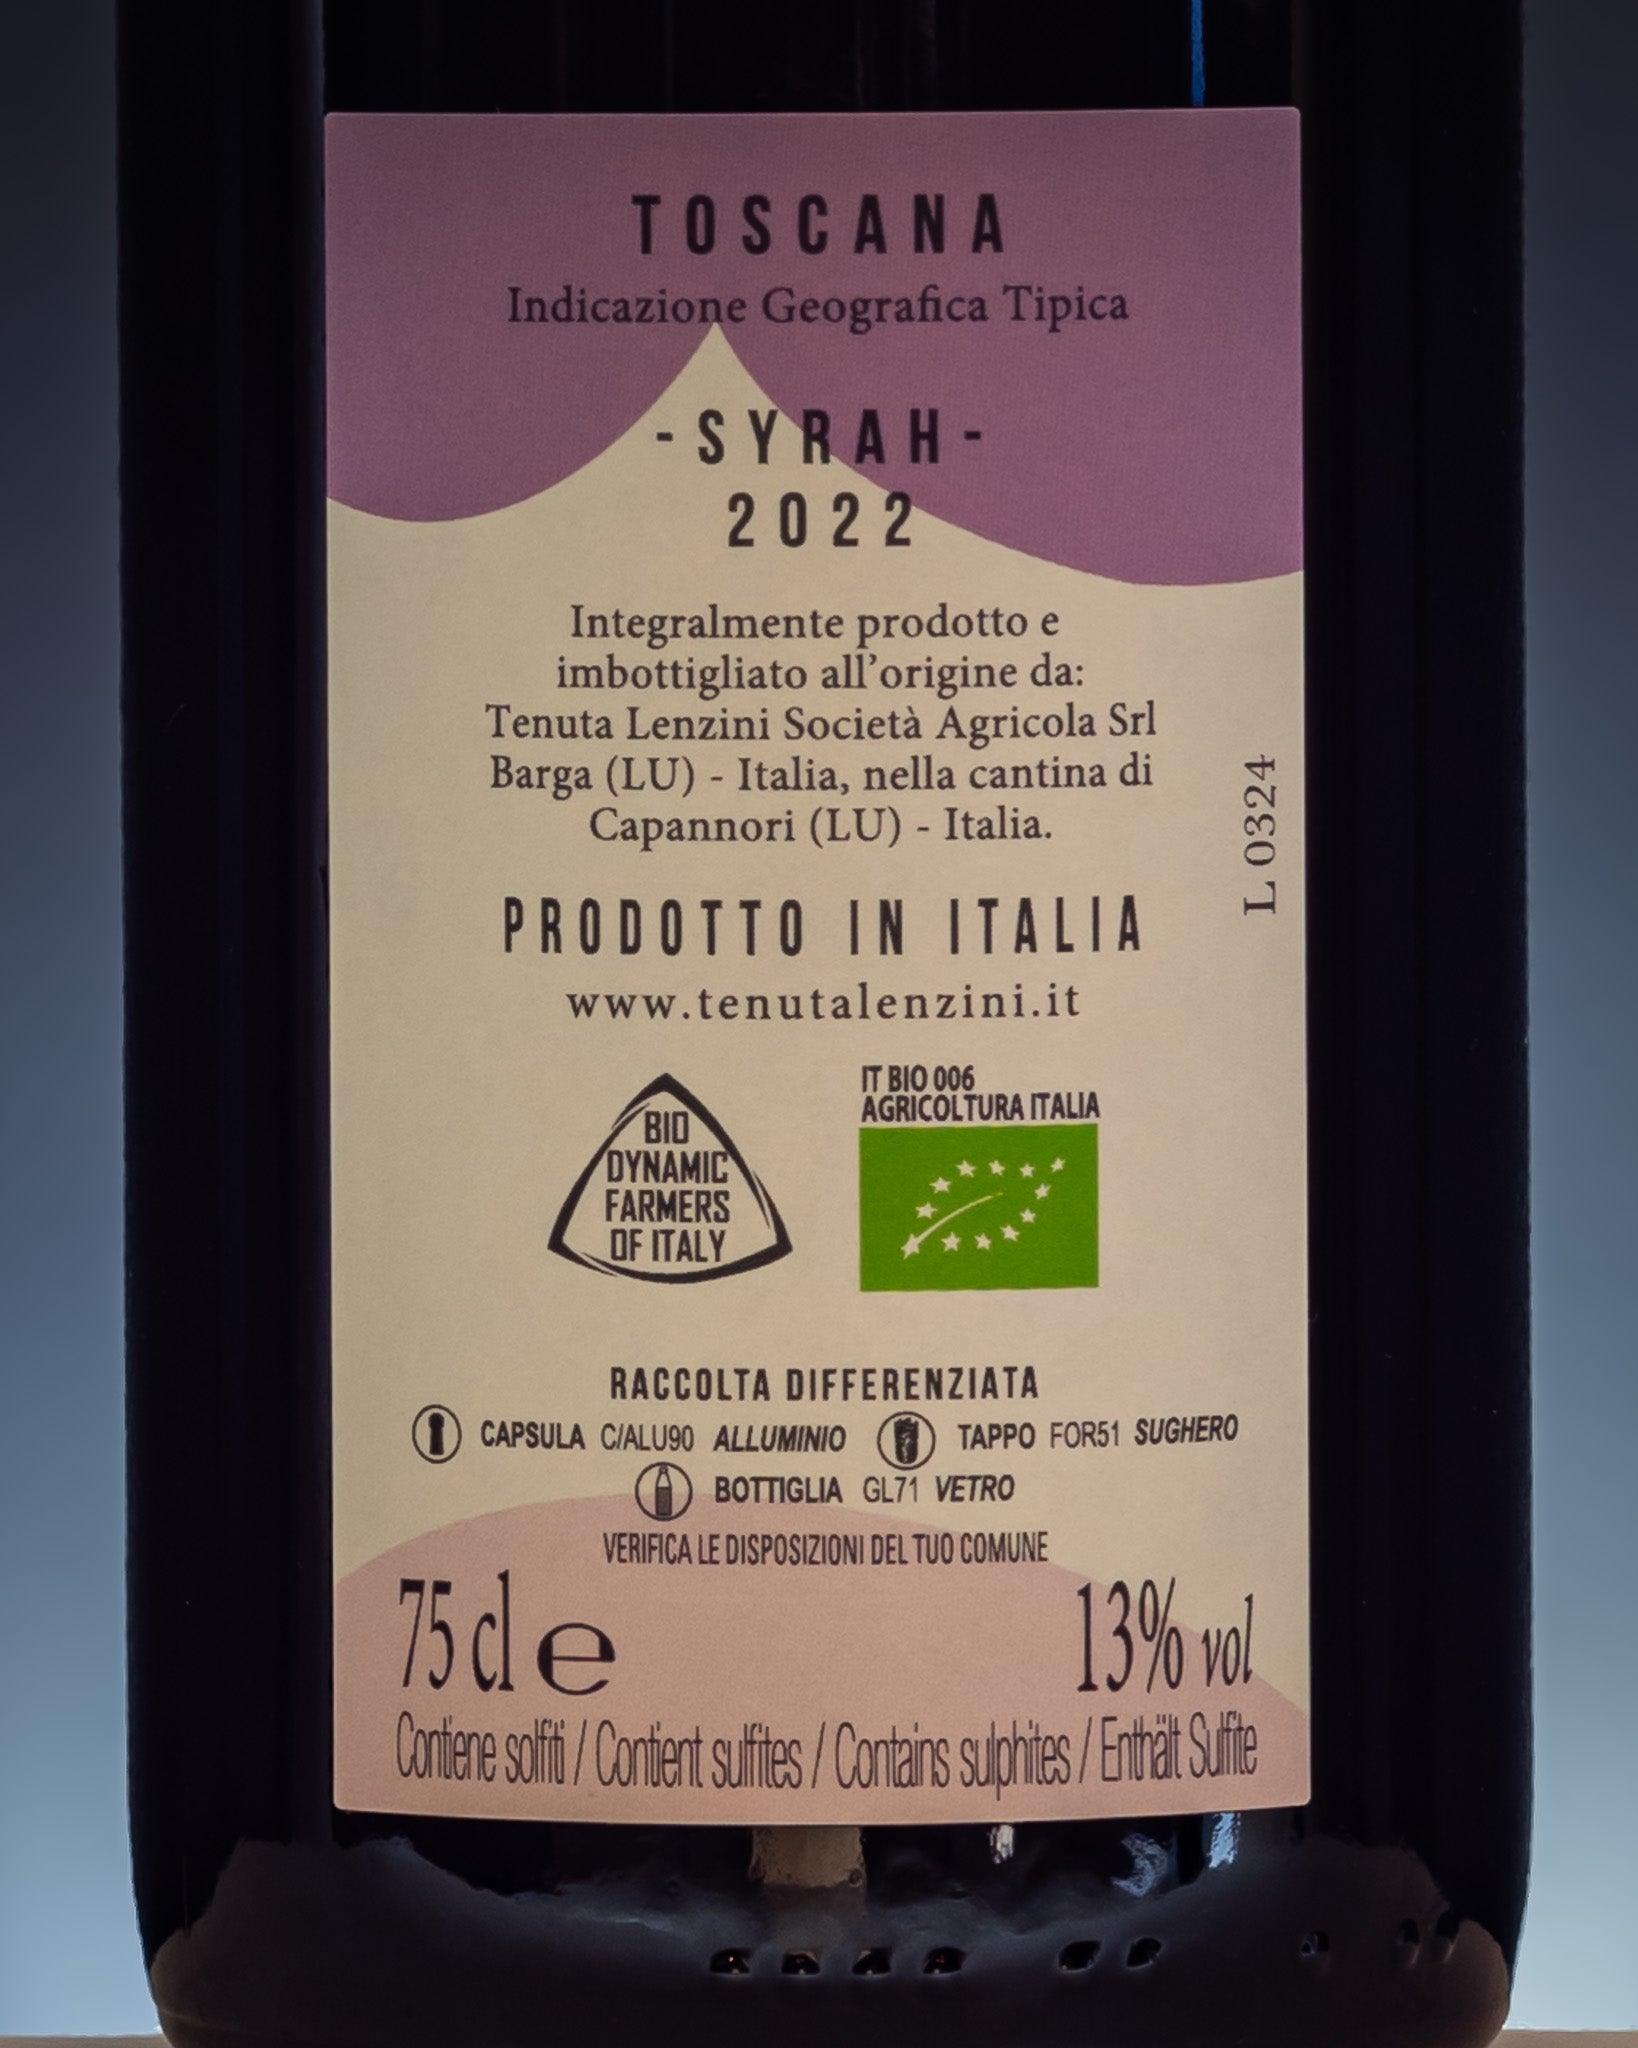 TOSCANA
Indicazione Geografica Tipica
-SYRAH-
2022
Integralmente prodotto e
imbottigliato all'origine da:
Tenuta Lenzini Società Agricola Srl
Barga (LU) - Italia, nella cantina di
Capannori (LU) - Italia.
L 0324
PRODOTTO IN ITALIA
www.tenutalenzini.it
BIO
DYNAMIC
FARMERS
OF ITALY
IT BIO 006
AGRICOLTURA ITALIA
RACCOLTA DIFFERENZIATA
CAPSULA C/ALU90 ALLUMINIO TAPPO FOR51 SUGHERO
BOTTIGLIA GL71 VETRO
VERIFICA LE DISPOSIZIONI DEL TUO COMUNE
75 cl e 13% vol
Contiene solfiti / Contient sulfites / Contains sulphites / Enthält Sulfite